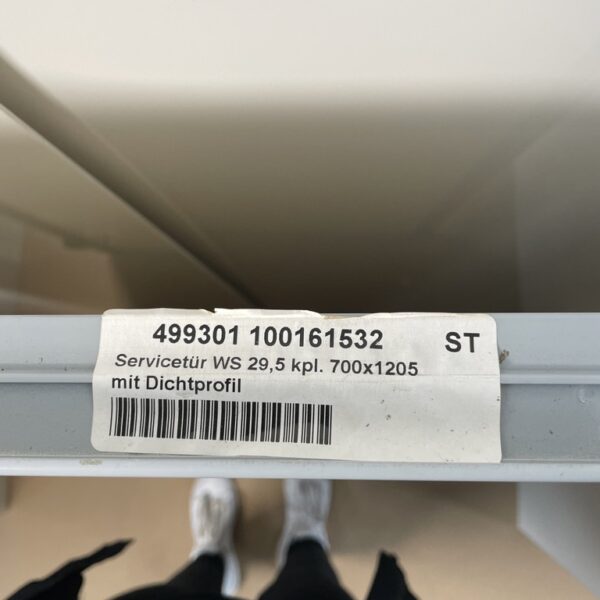 499301 100161532 ST
Servicetür WS 29,5 kpl. 700x1205
mit Dichtprofil